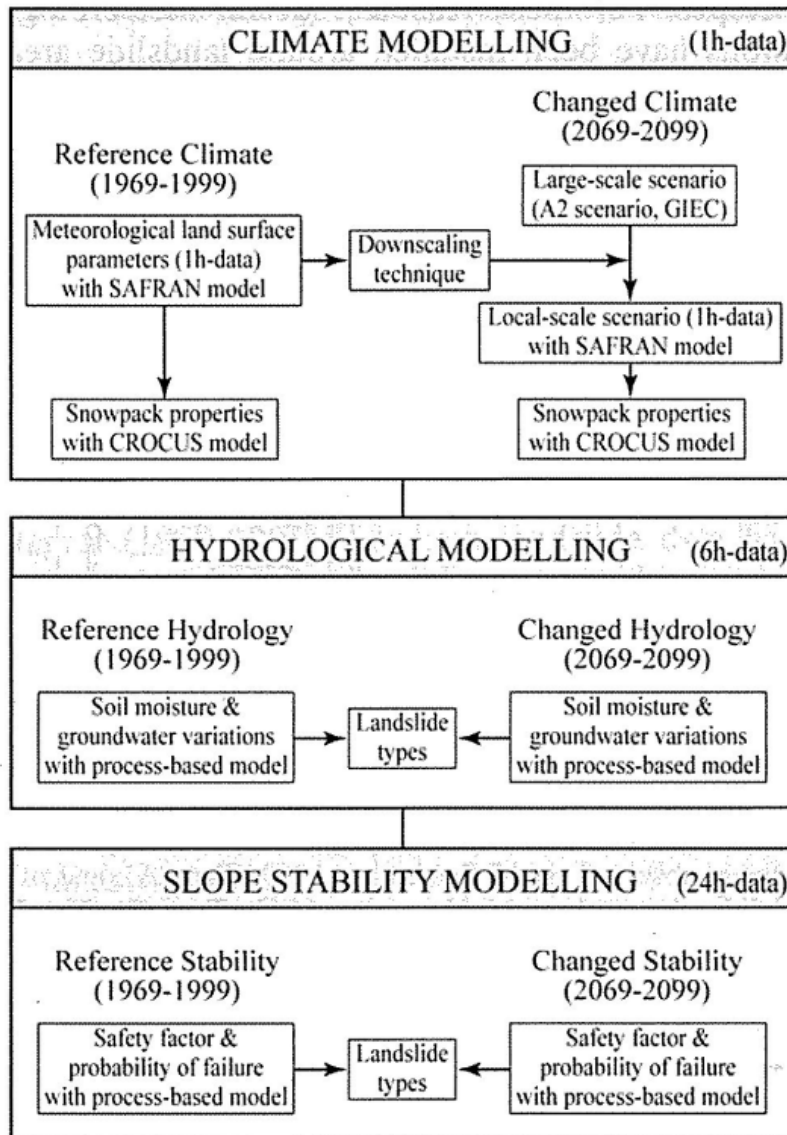 CLIMATE MODELLING (1h-data)
Reference Climate
(1969-1999)
Changed Climate
(2069-2099)
Meteorological land surface
parameters (1h-data)
with SAFRAN model
Downscaling
technique
Large-scale scenario
(A2 scenario, GIEC)
Local-scale scenario (1h-data)
with SAFRAN model
Snowpack properties
with CROCUS model
Snowpack properties
with CROCUS model
HYDROLOGICAL MODELLING (6h-data)
Reference Hydrology
(1969-1999)
Changed Hydrology
(2069-2099)
Soil moisture &
groundwater variations
with process-based model
Landslide
types
Soil moisture &
groundwater variations
with process-based model
SLOPE STABILITY MODELLING (24h-data)
Reference Stability
(1969-1999)
Changed Stability
(2069-2099)
Safety factor &
probability of failure
with process-based model
Landslide
types
Safety factor &
probability of failure
with process-based model